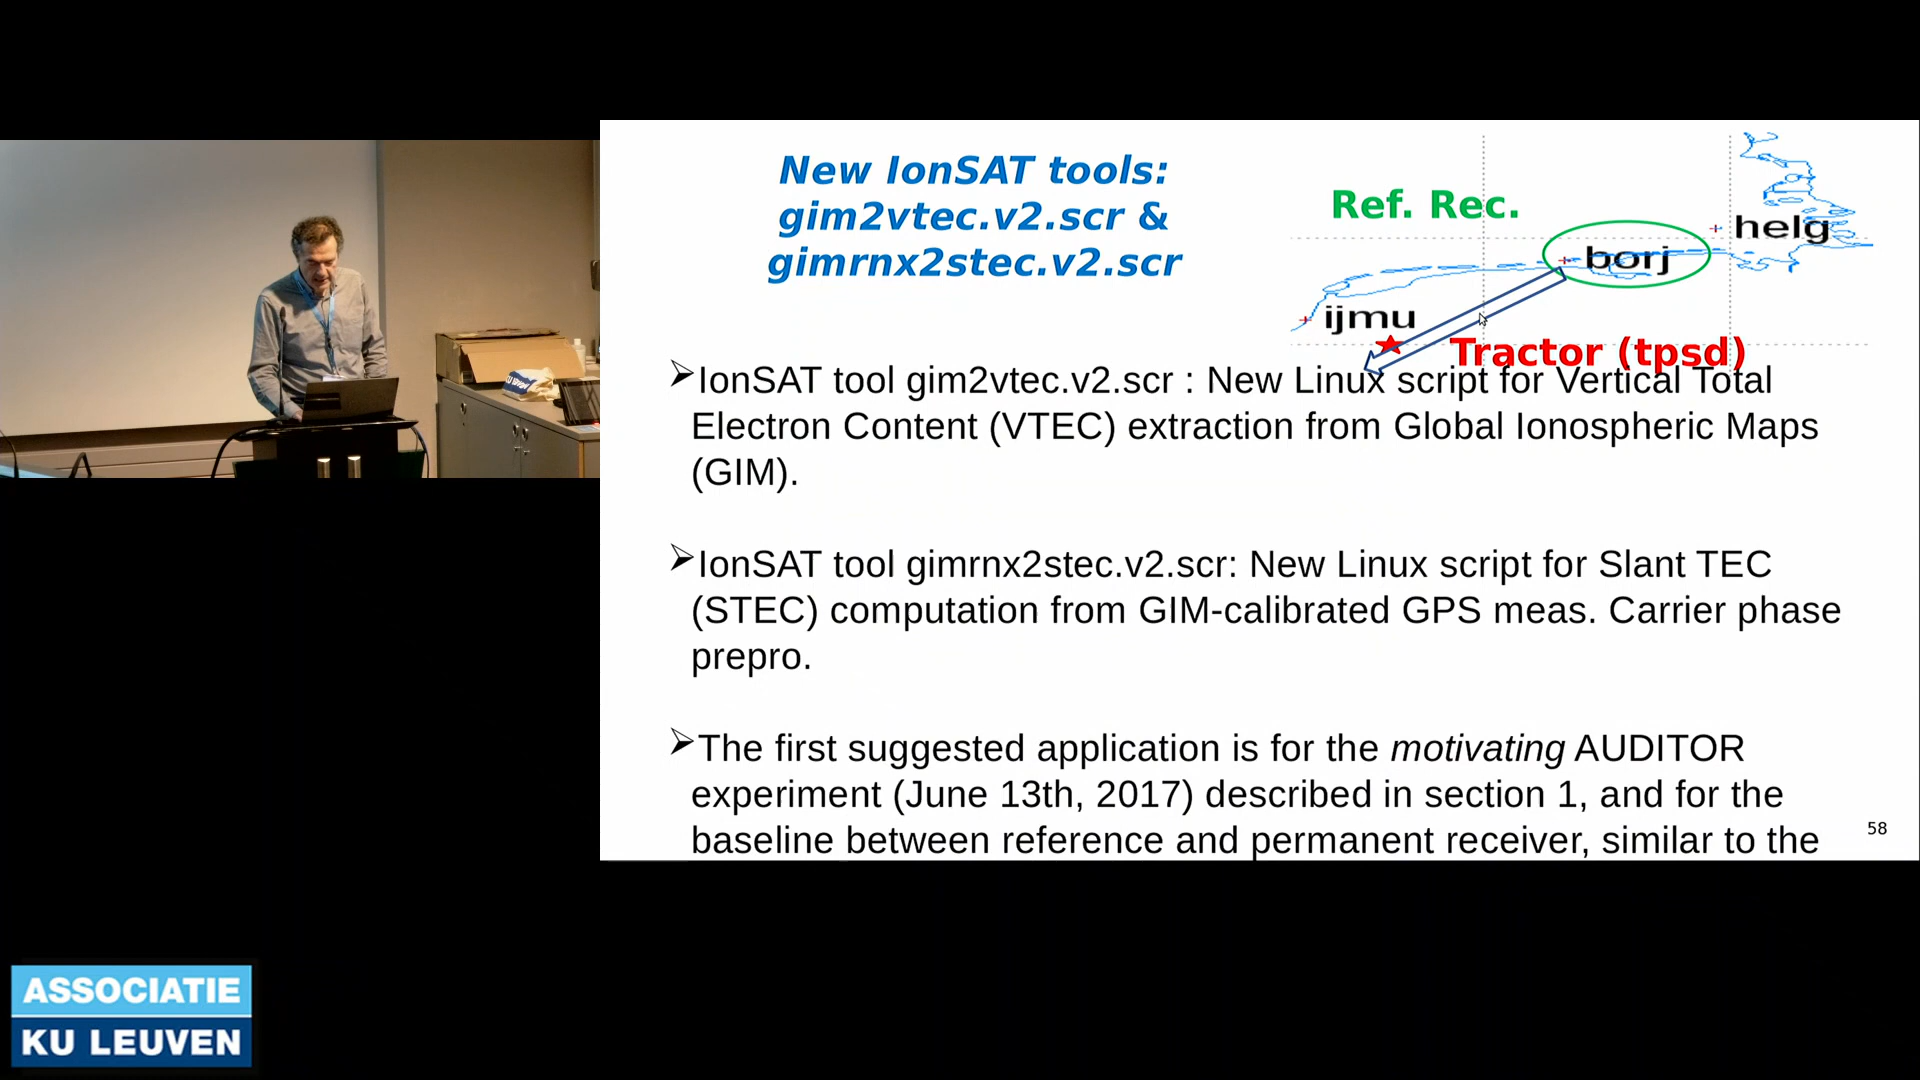 New IonSAT tools:
gim2vtec.v2.scr &
gimrnx2stec.v2.scr
Ref. Rec.
helg
borj
ijmu
Tractor (tpsd)
➢IonSAT tool gim2vtec.v2.scr : New Linux script for Vertical Total
Electron Content (VTEC) extraction from Global Ionospheric Maps
(GIM).
➢IonSAT tool gimrnx2stec.v2.scr: New Linux script for Slant TEC
(STEC) computation from GIM-calibrated GPS meas. Carrier phase
prepro.
➢The first suggested application is for the motivating AUDITOR
experiment (June 13th, 2017) described in section 1, and for the
baseline between reference and permanent receiver, similar to the
58
ASSOCIATIE
KU LEUVEN